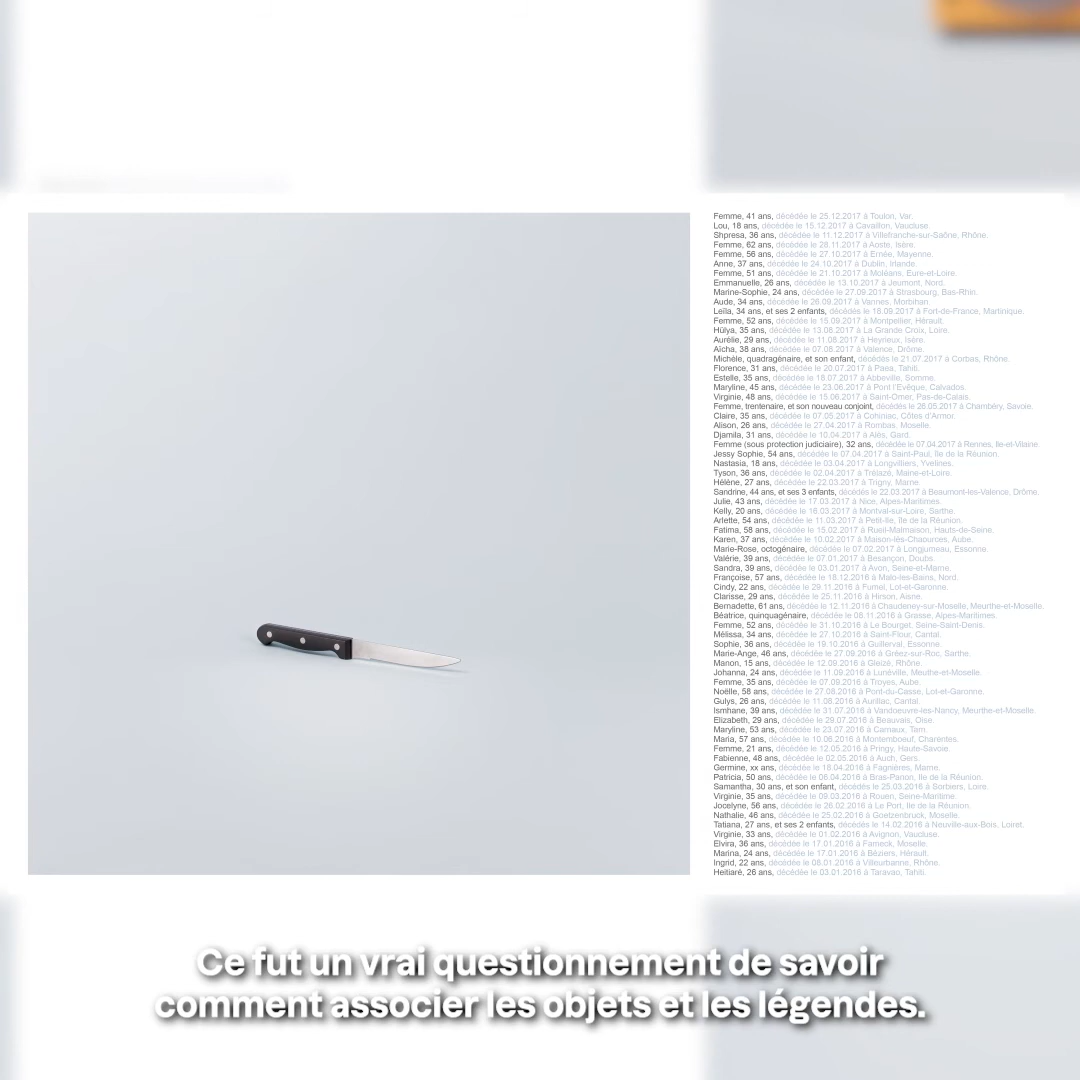 Femme, 41 ans, décédée le 25.12.2017 à Toulon, Var.
Lou, 18 ans, décédée le 15.12.2017 à Cavaillon, Vaucluse.
Shpresa, 36 ans, décédée le 11.12.2017 à Villefranche-sur-Saône, Rhône.
Femme, 62 ans, décédée le 28.11.2017 à Aoste, Isère.
Femme, 56 ans, décédée le 27.10.2017 à Ernée, Mayenne.
Anne, 37 ans, décédée le 24.10.2017 à Dublin, Irlande.
Femme, 51 ans, décédée le 21.10.2017 à Moléans, Eure-et-Loire.
Emmanuelle, 26 ans, décédée le 13.10.2017 à Jeumont, Nord.
Marine-Sophie, 24 ans, décédée le 27.09.2017 à Strasbourg, Bas-Rhin.
Aude, 34 ans, décédée le 26.09.2017 à Vannes, Morbihan.
Leïla, 34 ans, et ses 2 enfants, décédés le 18.09.2017 à Fort-de-France, Martinique.
Femme, 52 ans, décédée le 15.09.2017 à Montpellier, Hérault.
Hülya, 35 ans, décédée le 13.08.2017 à La Grande Croix, Loire.
Aurélie, 29 ans, décédée le 11.08.2017 à Heyrieux, Isère.
Aïcha, 38 ans, décédée le 07.08.2017 à Valence, Drôme.
Michèle, quadragénaire, et son enfant, décédés le 21.07.2017 à Corbas, Rhône.
Florence, 31 ans, décédée le 20.07.2017 à Paea, Tahiti.
Estelle, 35 ans, décédée le 18.07.2017 à Abbeville, Somme.
Maryline, 45 ans, décédée le 23.06.2017 à Pont l'Evêque, Calvados.
Virginie, 48 ans, décédée le 15.06.2017 à Saint-Omer, Pas-de-Calais.
Femme, trentenaire, et son nouveau conjoint, décédés le 26.05.2017 à Chambéry, Savoie.
Claire, 35 ans, décédée le 07.05.2017 à Cohiniac, Côtes d'Armor.
Alison, 26 ans, décédée le 27.04.2017 à Rombas, Moselle.
Djamila, 31 ans, décédée le 10.04.2017 à Alès, Gard.
Femme (sous protection judiciaire), 32 ans, décédée le 07.04.2017 à Rennes, Ile-et-Vilaine.
Jessy Sophie, 54 ans, décédée le 07.04.2017 à Saint-Paul, Ile de la Réunion.
Nastasia, 18 ans, décédée le 03.04.2017 à Longvilliers, Yvelines.
Tyson, 36 ans, décédée le 02.04.2017 à Trélazé, Maine-et-Loire.
Hélène, 27 ans, décédée le 22.03.2017 à Trigny, Marne.
Sandrine, 44 ans, et ses 3 enfants, décédés le 22.03.2017 à Beaumont-les-Valence, Drôme.
Julie, 43 ans, décédée le 17.03.2017 à Nice, Alpes-Maritimes.
Kelly, 20 ans, décédée le 16.03.2017 à Montval-sur-Loire, Sarthe.
Arlette, 54 ans, décédée le 11.03.2017 à Petit-Ile, Ile de la Réunion.
Fatima, 58 ans, décédée le 15.02.2017 à Rueil-Malmaison, Hauts-de-Seine.
Karen, 37 ans, décédée le 10.02.2017 à Maison-lès-Chaources, Aube.
Marie-Rose, octogénaire, décédée le 07.02.2017 à Longjumeau, Essonne.
Valérie, 39 ans, décédée le 07.01.2017 à Besançon, Doubs.
Sandra, 39 ans, décédée le 03.01.2017 à Avon, Seine-et-Marne.
Françoise, 57 ans, décédée le 18.12.2016 à Malo-les-Bains, Nord.
Cindy, 22 ans, décédée le 29.11.2016 à Fumel, Lot-et-Garonne.
Clarisse, 29 ans, décédée le 25.11 2016 à Hirson, Aisne.
Bernadette, 61 ans, décédée le 12.11.2016 à Chaudeney-sur-Moselle, Meurthe-et-Moselle.
Béatrice, quinquagénaire, décédée le 08.11.2016 à Grasse, Alpes-Maritimes.
Femme, 52 ans, décédée le 31.10.2016 à Le Bourget, Seine-Saint-Denis.
Mélissa, 34 ans, décédée le 27.10.2016 à Saint-Flour, Cantal.
Sophie, 36 ans, décédée le 19.10.2016 à Guillerval, Essonne.
Marie-Ange, 46 ans, décédée le 27.09.2016 à Gréez-sur-Roc, Sarthe.
Manon, 15 ans, décédée le 12.09.2016 à Gleizé, Rhône.
Johanna, 24 ans, décédée le 11.09.2016 à Lunéville, Meuthe-et-Moselle.
Femme, 35 ans, décédée le 07.09.2016 à Troyes, Aube.
Noëlle, 58 ans, décédée le 27.08.2016 à Pont-du-Casse, Lot-et-Garonne.
Gulys, 26 ans, décédée le 11.08.2016 à Aurillac, Cantal.
Ismhane, 39 ans, décédée le 31.07.2016 à Vandoeuvre-les-Nancy, Meurthe-et-Moselle.
Elizabeth, 29 ans, décédée le 29.07.2016 à Beauvais, Oise.
Maryline, 53 ans, décédée le 23.07.2016 à Carnaux, Tarn.
Maria, 57 ans, décédée le 10.06.2016 à Montemboeuf, Charentes.
Femme, 21 ans, décédée le 12.05.2016 à Pringy, Haute-Savoie.
Fabienne, 48 ans, décédée le 02.05.2016 à Auch, Gers.
Germine, xx ans, décédée le 18.04.2016 à Fagnières, Marne.
Patricia, 50 ans, décédée le 06.04.2016 à Bras-Panon, Ile de la Réunion.
Samantha, 30 ans, et son enfant, décédés le 25.03.2016 à Sorbiers, Loire.
Virginie, 35 ans, décédée le 09.03.2016 à Rouen, Seine-Maritime.
Jocelyne, 56 ans, décédée le 26.02.2016 à Le Port, Ile de la Réunion.
Nathalie, 46 ans, décédée le 25.02.2016 à Goetzenbruck, Moselle.
Tatiana, 27 ans, et ses 2 enfants, décédés le 14.02.2016 à Neuville-aux-Bois, Loiret.
Virginie, 33 ans, décédée le 01.02.2016 à Avignon, Vaucluse.
Elvira, 36 ans, décédée le 17.01.2016 à Fameck, Moselle.
Marina, 24 ans, décédée le 17.01.2016 à Béziers, Hérault.
Ingrid, 22 ans, décédée le 08.01.2016 à Villeurbanne, Rhône.
Heitiaré, 26 ans, décédée le 03.01.2016 à Taravao, Tahiti.
Ce fut un vrai questionnement de savoir
comment associer les objets et les légendes.